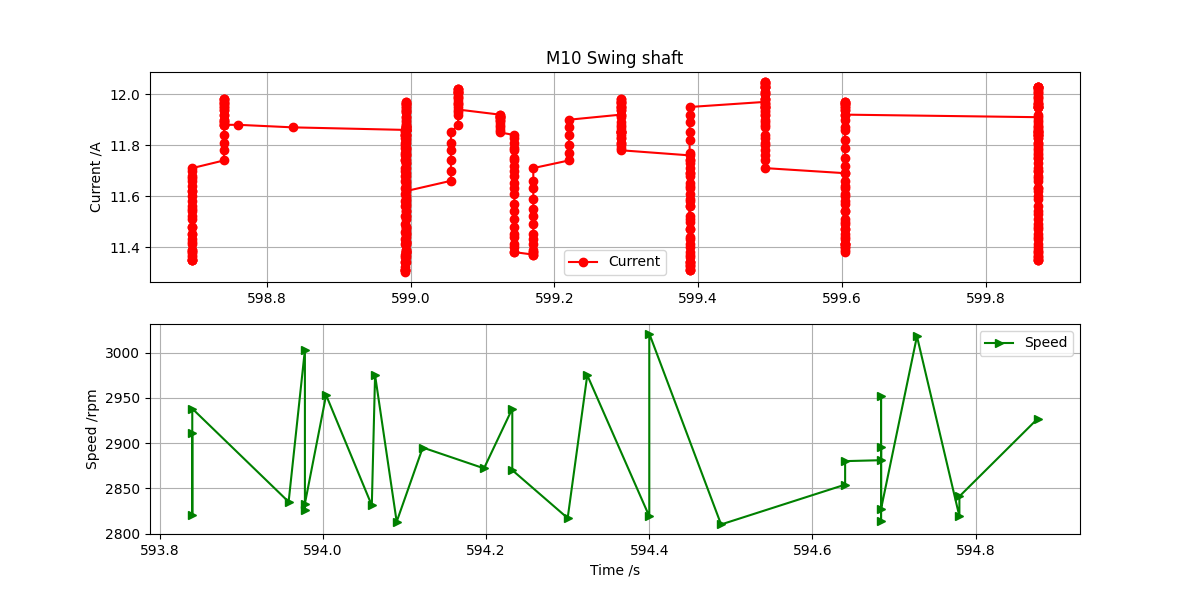 M10 Swing shaft
Current /A
12.0
11.8
11.6
11.4
Current
598.8 599.0 599.2 599.4 599.6 599.8
Speed /rpm
3000
2950
2900
2850
2800
Speed
593.8 594.0 594.2 594.4 594.6 594.8
Time /s